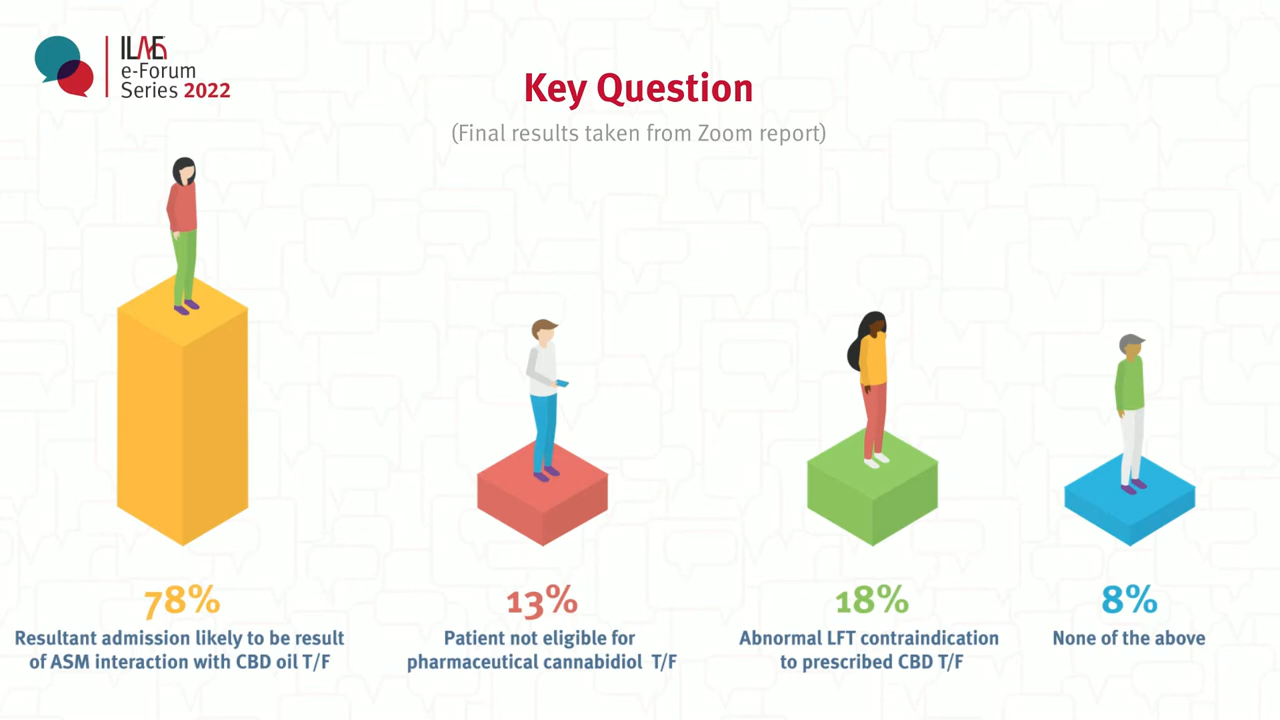 ILAE
e-Forum
Series 2022
Key Question
(Final results taken from Zoom report)
78%
Resultant admission likely to be result
of ASM interaction with CBD oil T/F
13%
Patient not eligible for
pharmaceutical cannabidiol T/F
18%
Abnormal LFT contraindication
to prescribed CBD T/F
8%
None of the above